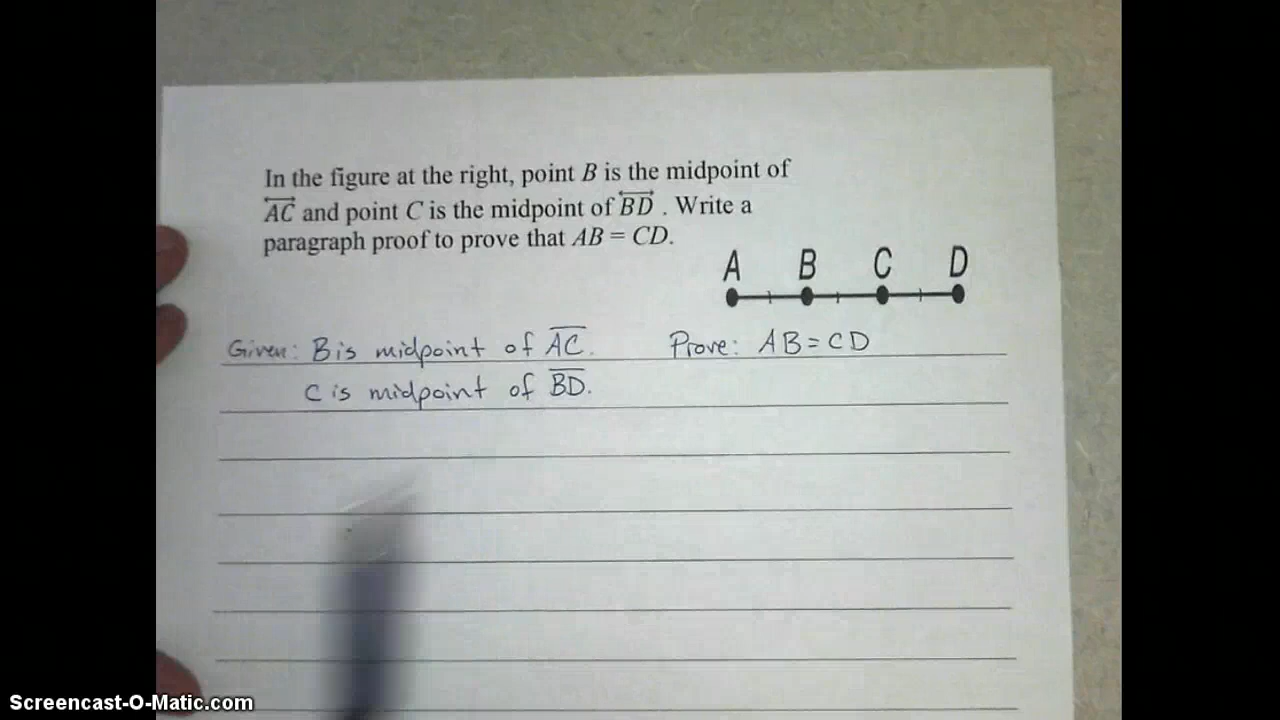 In the figure at the right, point B is the midpoint of
AC and point C is the midpoint of BD . Write a
paragraph proof to prove that AB = CD.
A B C D
Given: B is midpoint of AC. Prove: AB = CD
C is midpoint of BD.
Screencast-O-Matic.com